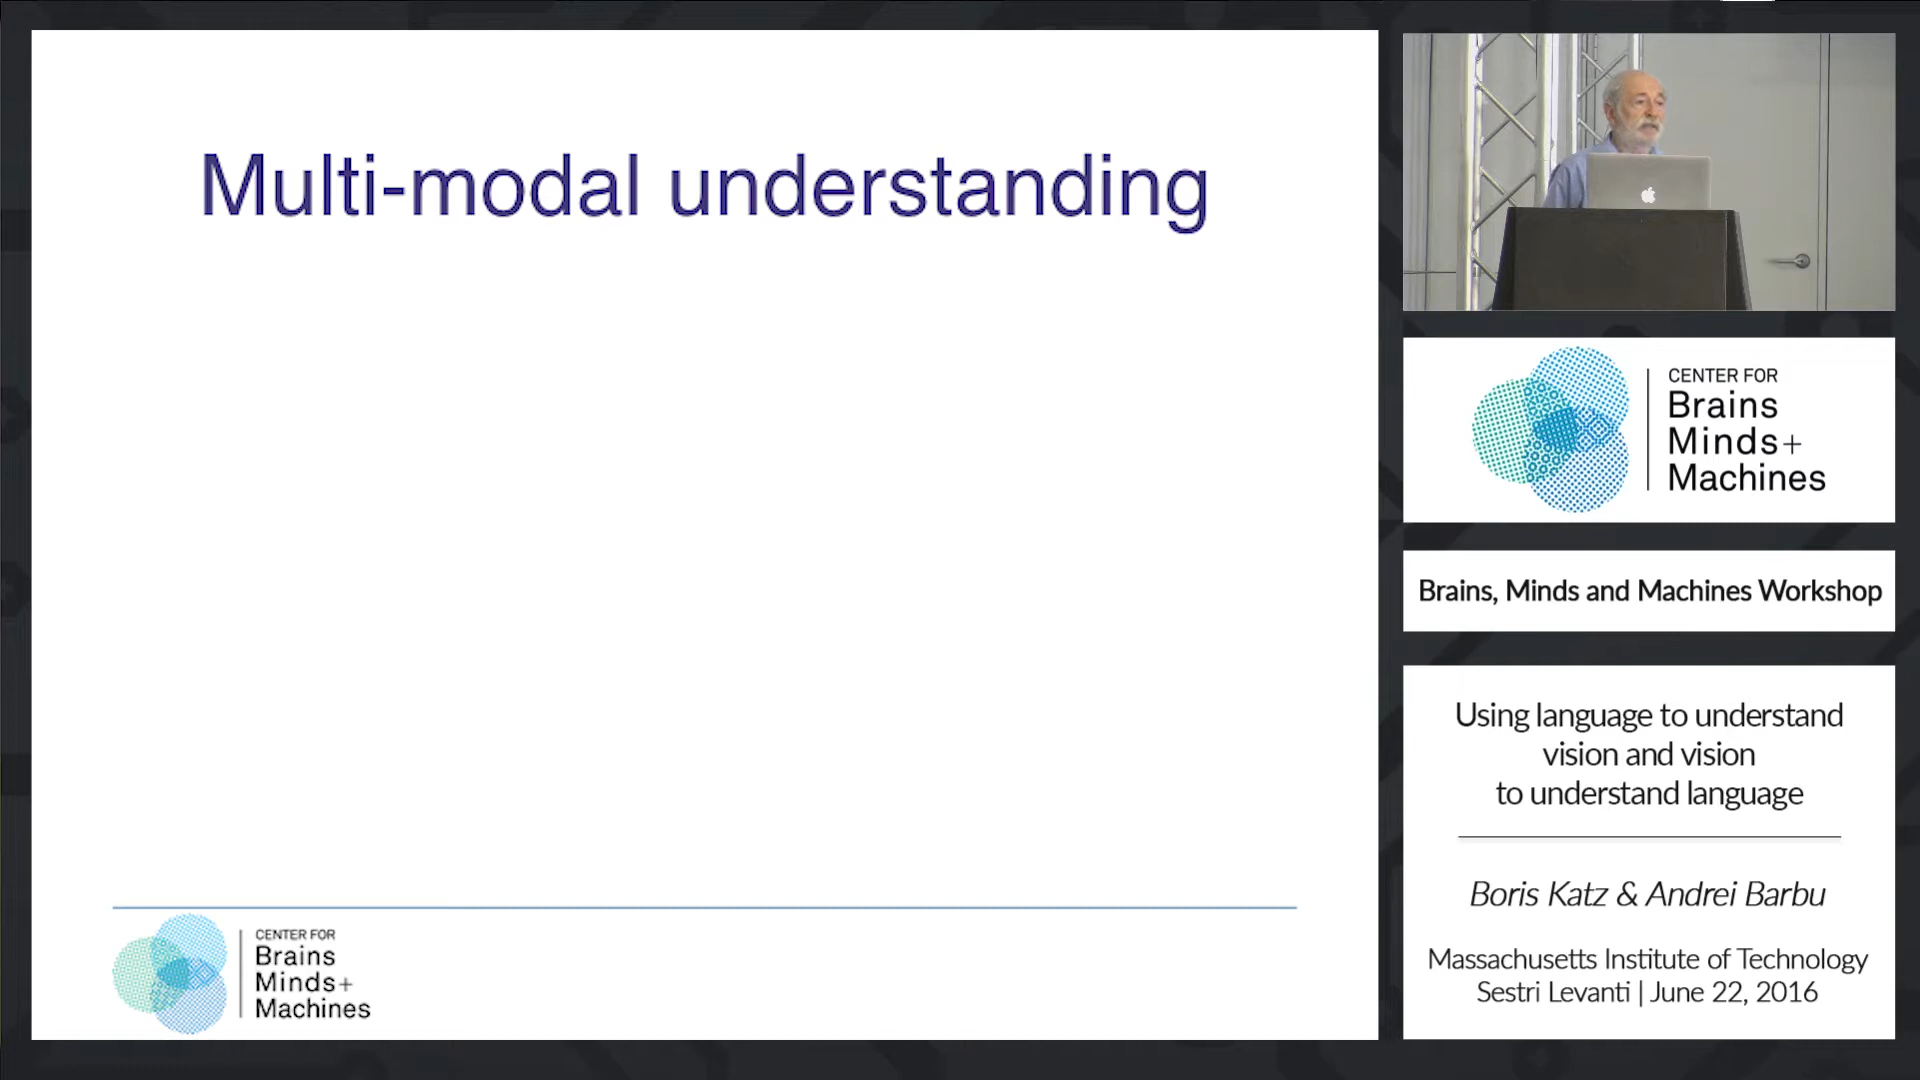 Multi-modal understanding
CENTER FOR
Brains
Minds+
Machines
CENTER FOR
Brains
Minds+
Machines
Brains, Minds and Machines Workshop
Using language to understand
vision and vision
to understand language
Boris Katz & Andrei Barbu
Massachusetts Institute of Technology
Sestri Levanti | June 22, 2016